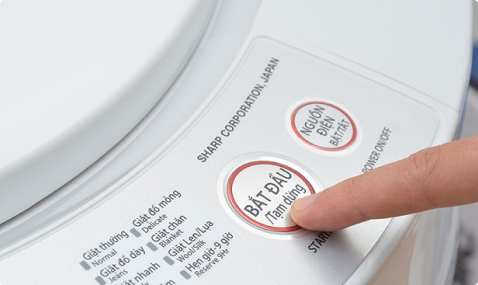 SHARP CORPORATION, JAPAN
NGUỒN
ĐIỆN
BẬT/TẮT
POWER ON/OFF
BẮT ĐẦU
/Tạm dừng
START
Giặt đồ mỏng
Delicate
Giặt thường
Normal
Giặt chăn
Blanket
Giặt đồ dày
Jeans
Giặt Len/Lụa
Wool/Silk
nhanh
Hẹn giờ-9 giờ
Reserve 9Hr